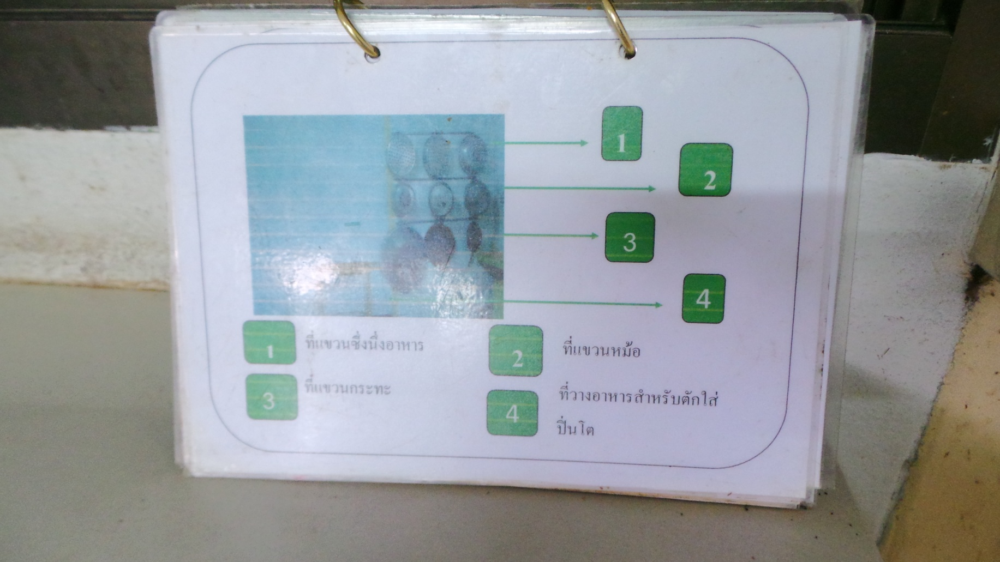 1
2
3
4
1 ที่แขวนซึ่งนึ่งอาหาร
2 ที่แขวนหม้อ
3 ที่แขวนกระทะ
4 ที่วางอาหารสำหรับตักใส่
ปิ่นโต